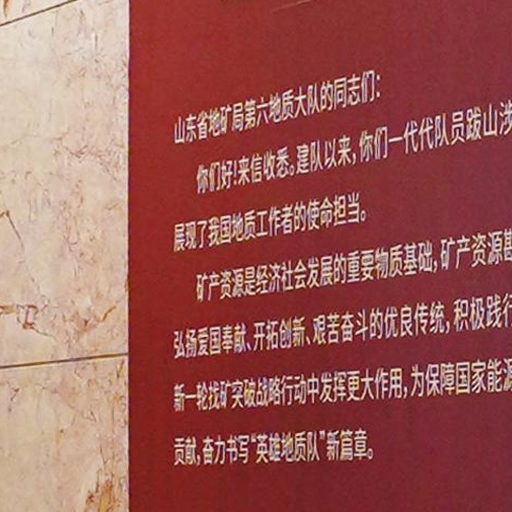 山东省地矿局第六地质大队的同志们：
你们好！来信收悉。建队以来，你们一代代队员跋山涉
展现了我国地质工作者的使命担当。
矿产资源是经济社会发展的重要物质基础，矿产资源勘
弘扬爱国奉献、开拓创新、艰苦奋斗的优良传统，积极践行
新一轮找矿突破战略行动中发挥更大作用，为保障国家能源
贡献，奋力书写“英雄地质队”新篇章。